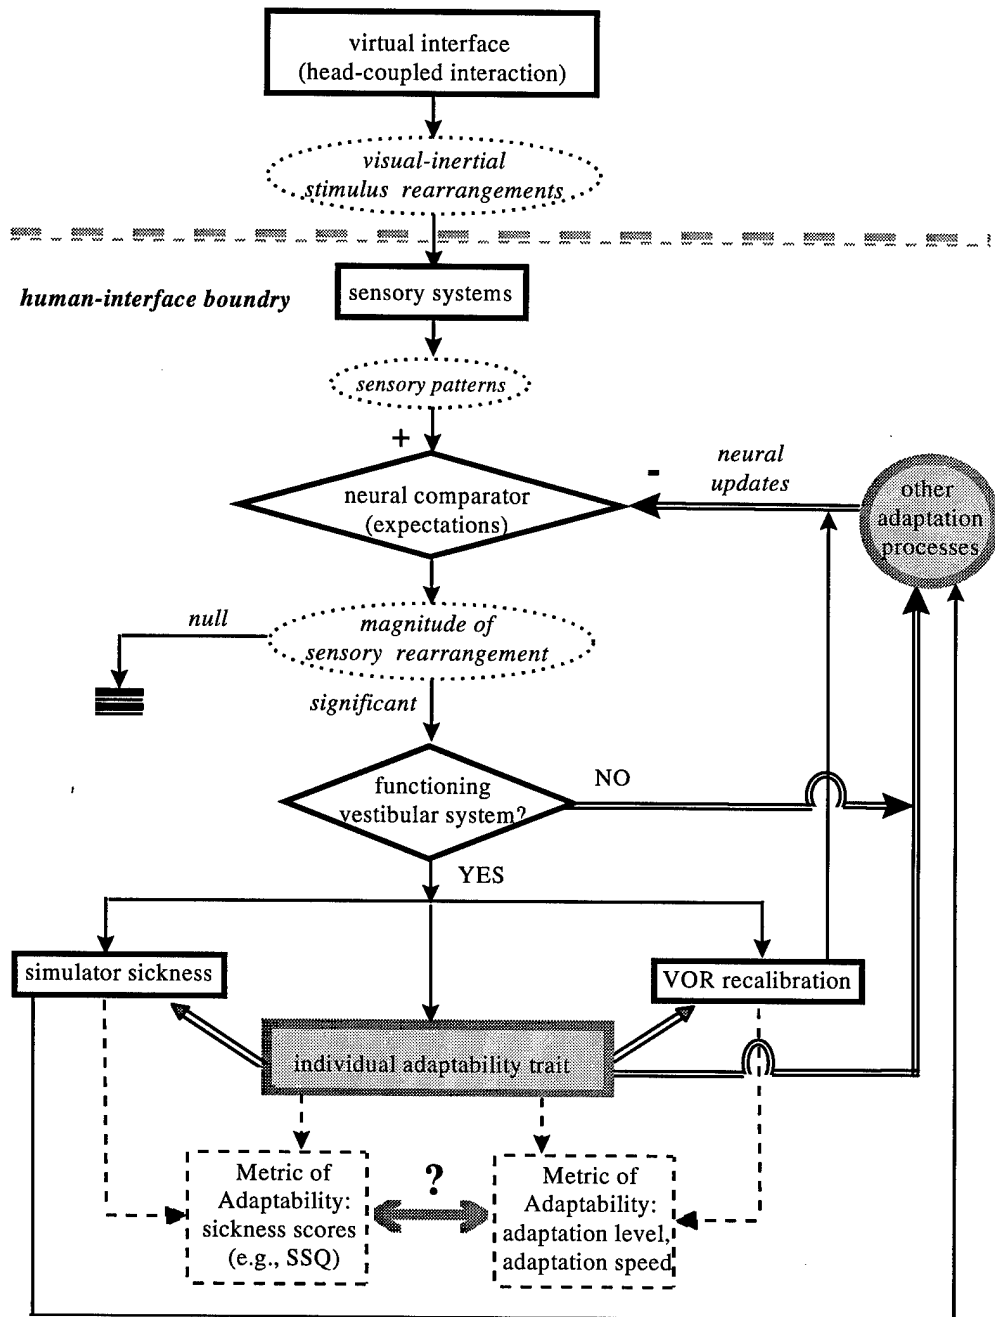 virtual interface
(head-coupled interaction)
visual-inertial
stimulus rearrangements
human-interface boundry
sensory systems
sensory patterns
+
-
neural
updates
other
adaptation
processes
neural comparator
(expectations)
null
magnitude of
sensory rearrangement
significant
functioning
vestibular system?
NO
YES
simulator sickness
VOR recalibration
individual adaptability trait
Metric of
Adaptability:
sickness scores
(e.g., SSQ)
?
Metric of
Adaptability:
adaptation level,
adaptation speed